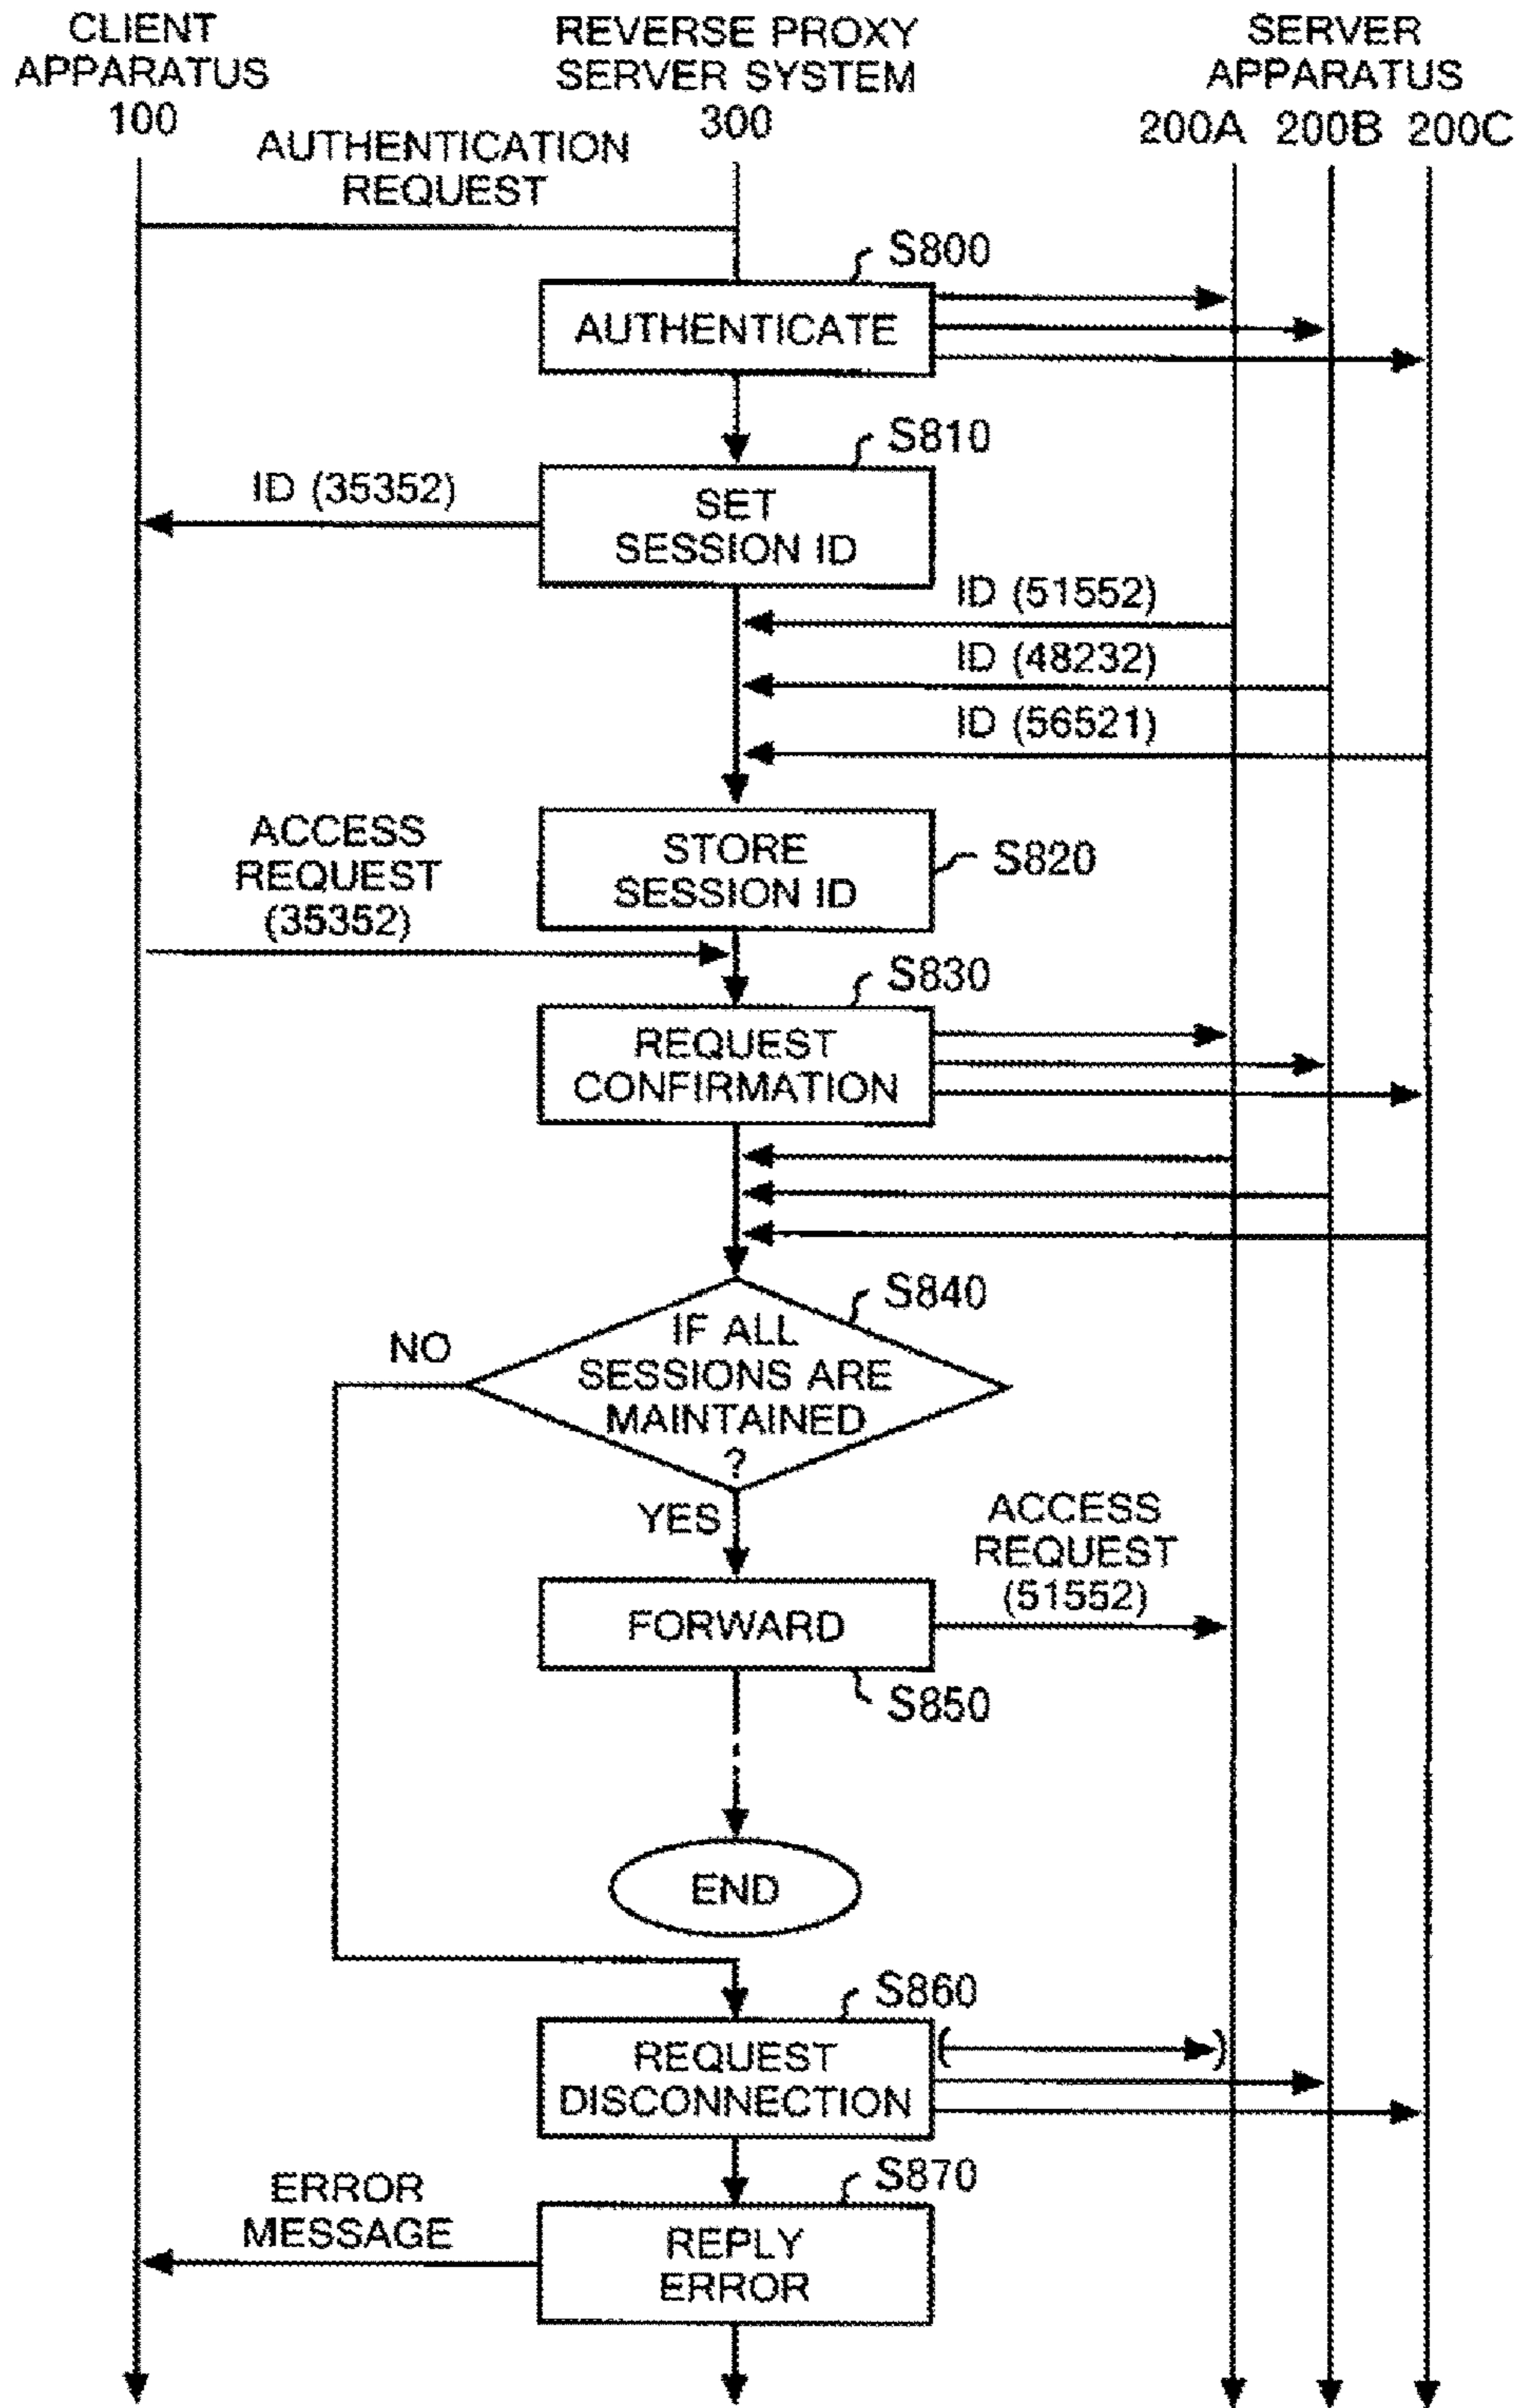 CLIENT
APPARATUS
100
REVERSE PROXY
SERVER SYSTEM
300
SERVER
APPARATUS
200A 200B 200C
AUTHENTICATION
REQUEST
S800
AUTHENTICATE
S810
ID (35352)
SET
SESSION ID
ID (51552)
ID (48232)
ID (56521)
ACCESS
REQUEST
(35352)
STORE
SESSION ID
S820
S830
REQUEST
CONFIRMATION
S840
NO
IF ALL
SESSIONS ARE
MAINTAINED
?
YES
ACCESS
REQUEST
(51552)
FORWARD
S850
END
S860
REQUEST
DISCONNECTION
( )
S870
ERROR
MESSAGE
REPLY
ERROR